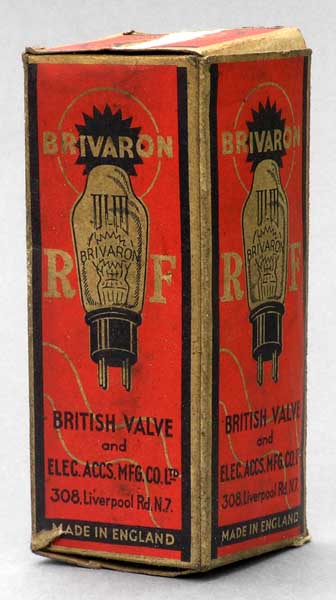 BRIVARON
BRIVARON
R F
BRITISH VALVE
and
ELEC. ACCS. MFG. CO. LTD
308, Liverpool Rd, N.7.
MADE IN ENGLAND
BRIVARON
BRIVARON
R F
BRITISH VALVE
and
ELEC. ACCS. MFG. CO. L
308, Liverpool Rd, N.7.
MADE IN ENGLAND